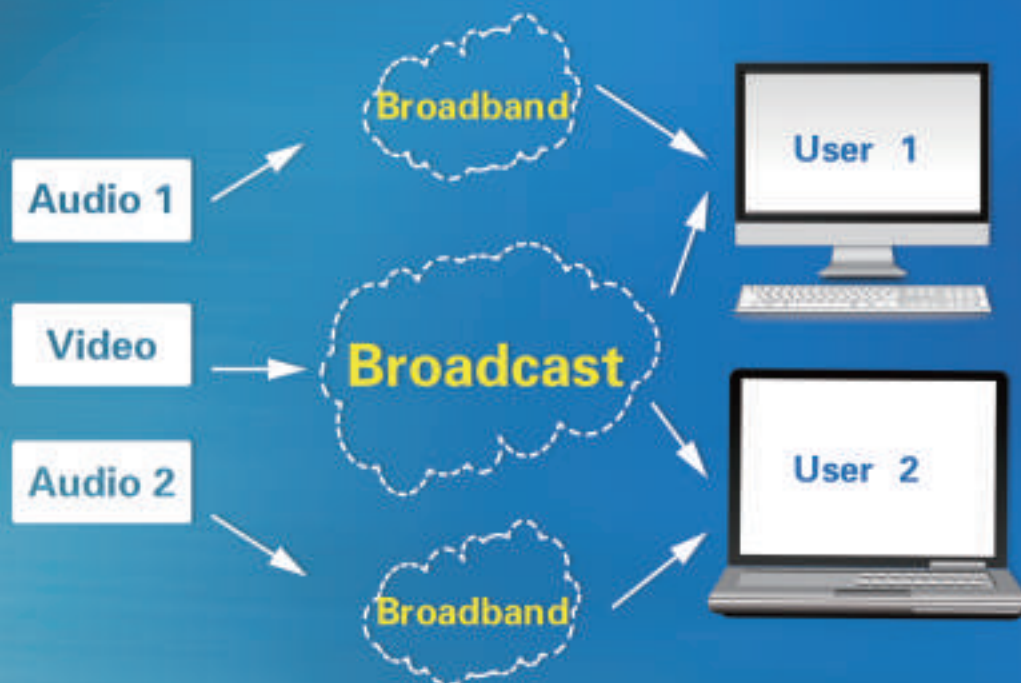 Broadband
User 1
Audio 1
Video
Broadcast
Audio 2
User 2
Broadband